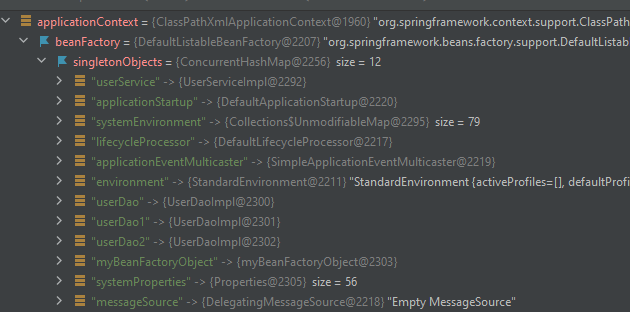 applicationContext = {ClassPathXmlApplicationContext@1960} "org.springframework.context.support.ClassPath
beanFactory = {DefaultListableBeanFactory@2207} "org.springframework.beans.factory.support.DefaultListab
singletonObjects = {ConcurrentHashMap@2256} size = 12
"userService" -> {UserServiceImpl@2292}
"applicationStartup" -> {DefaultApplicationStartup@2220}
"systemEnvironment" -> {Collections$UnmodifiableMap@2295} size = 79
"lifecycleProcessor" -> {DefaultLifecycleProcessor@2217}
"applicationEventMulticaster" -> {SimpleApplicationEventMulticaster@2219}
"environment" -> {StandardEnvironment@2211} "StandardEnvironment {activeProfiles=[], defaultProfi
"userDao" -> {UserDaoImpl@2300}
"userDao1" -> {UserDaoImpl@2301}
"userDao2" -> {UserDaoImpl@2302}
"myBeanFactoryObject" -> {myBeanFactoryObject@2303}
"systemProperties" -> {Properties@2305} size = 56
"messageSource" -> {DelegatingMessageSource@2218} "Empty MessageSource"